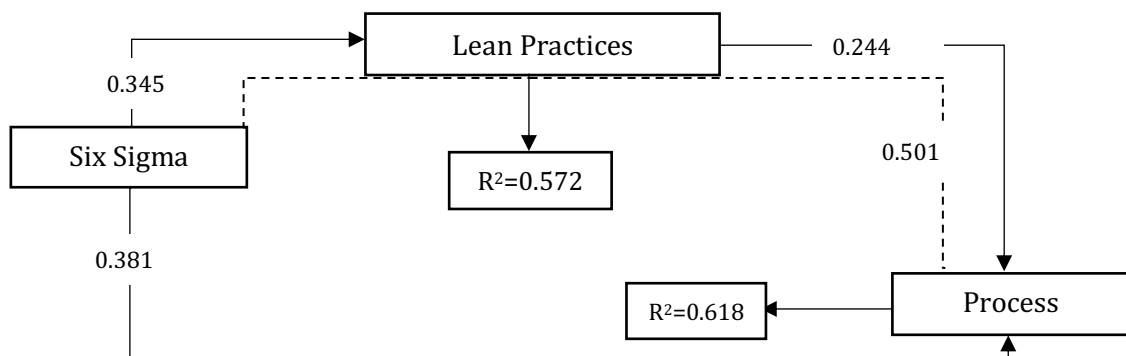 Lean Practices
0.244
0.345
Six Sigma
0.501
R²=0.572
0.381
R²=0.618
Process